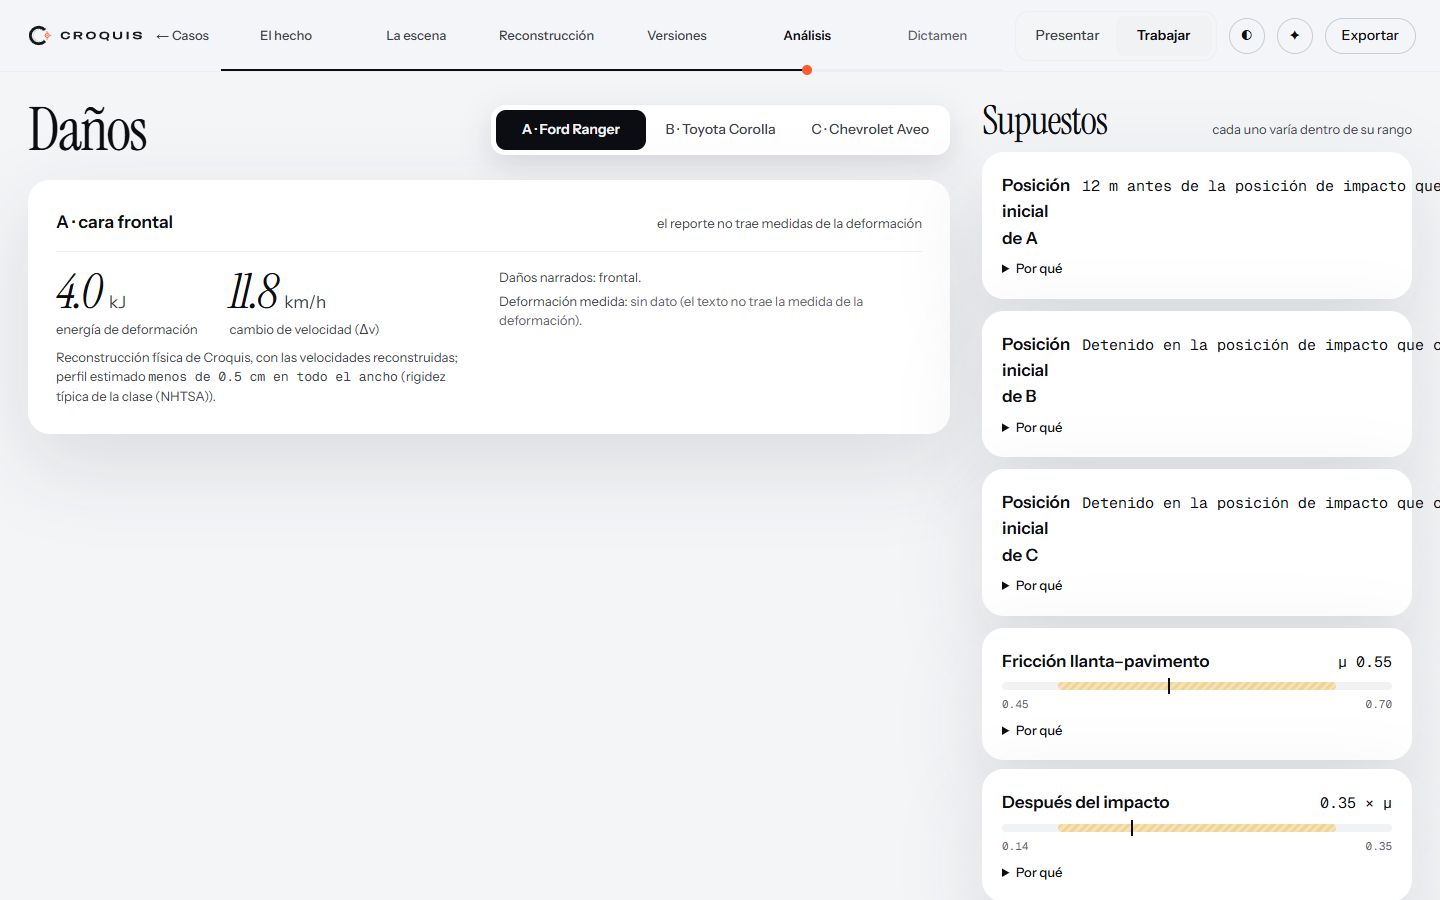 CROQUIS
← Casos
El hecho
La escena
Reconstrucción
Versiones
Análisis
Dictamen
Presentar
Trabajar
Exportar
Daños
A · Ford Ranger
B · Toyota Corolla
C · Chevrolet Aveo
A · cara frontal
el reporte no trae medidas de la deformación
4.0 kJ
energía de deformación
11.8 km/h
cambio de velocidad (Δv)
Reconstrucción física de Croquis, con las velocidades reconstruidas;
perfil estimado menos de 0.5 cm en todo el ancho (rigidez
típica de la clase (NHTSA)).
Daños narrados: frontal.
Deformación medida: sin dato (el texto no trae la medida de la
deformación).
Supuestos
cada uno varía dentro de su rango
Posición 12 m antes de la posición de impacto que
inicial
de A
▶ Por qué
Posición Detenido en la posición de impacto que
inicial
de B
▶ Por qué
Posición Detenido en la posición de impacto que
inicial
de C
▶ Por qué
Fricción llanta–pavimento
μ 0.55
0.45
0.70
▶ Por qué
Después del impacto
0.35 × μ
0.14
0.35
▶ Por qué